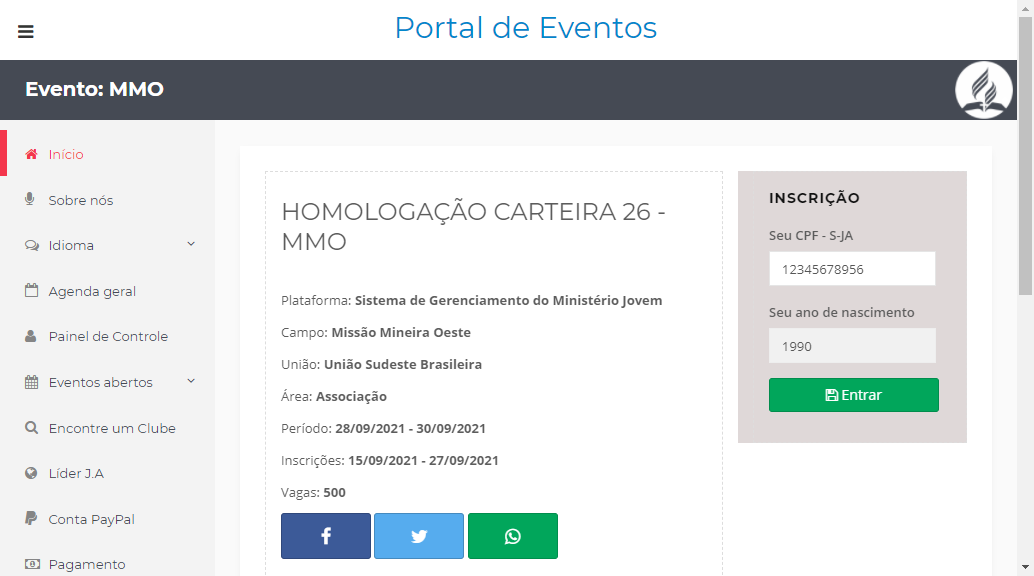 Portal de Eventos
Evento: MMO
Início
Sobre nós
Idioma
Agenda geral
Painel de Controle
Eventos abertos
Encontre um Clube
Líder J.A
Conta PayPal
Pagamento
HOMOLOGAÇÃO CARTEIRA 26 -
MMO
Plataforma: Sistema de Gerenciamento do Ministério Jovem
Campo: Missão Mineira Oeste
União: União Sudeste Brasileira
Área: Associação
Período: 28/09/2021 - 30/09/2021
Inscrições: 15/09/2021 - 27/09/2021
Vagas: 500
INSCRIÇÃO
Seu CPF - S-JA
12345678956
Seu ano de nascimento
1990
Entrar